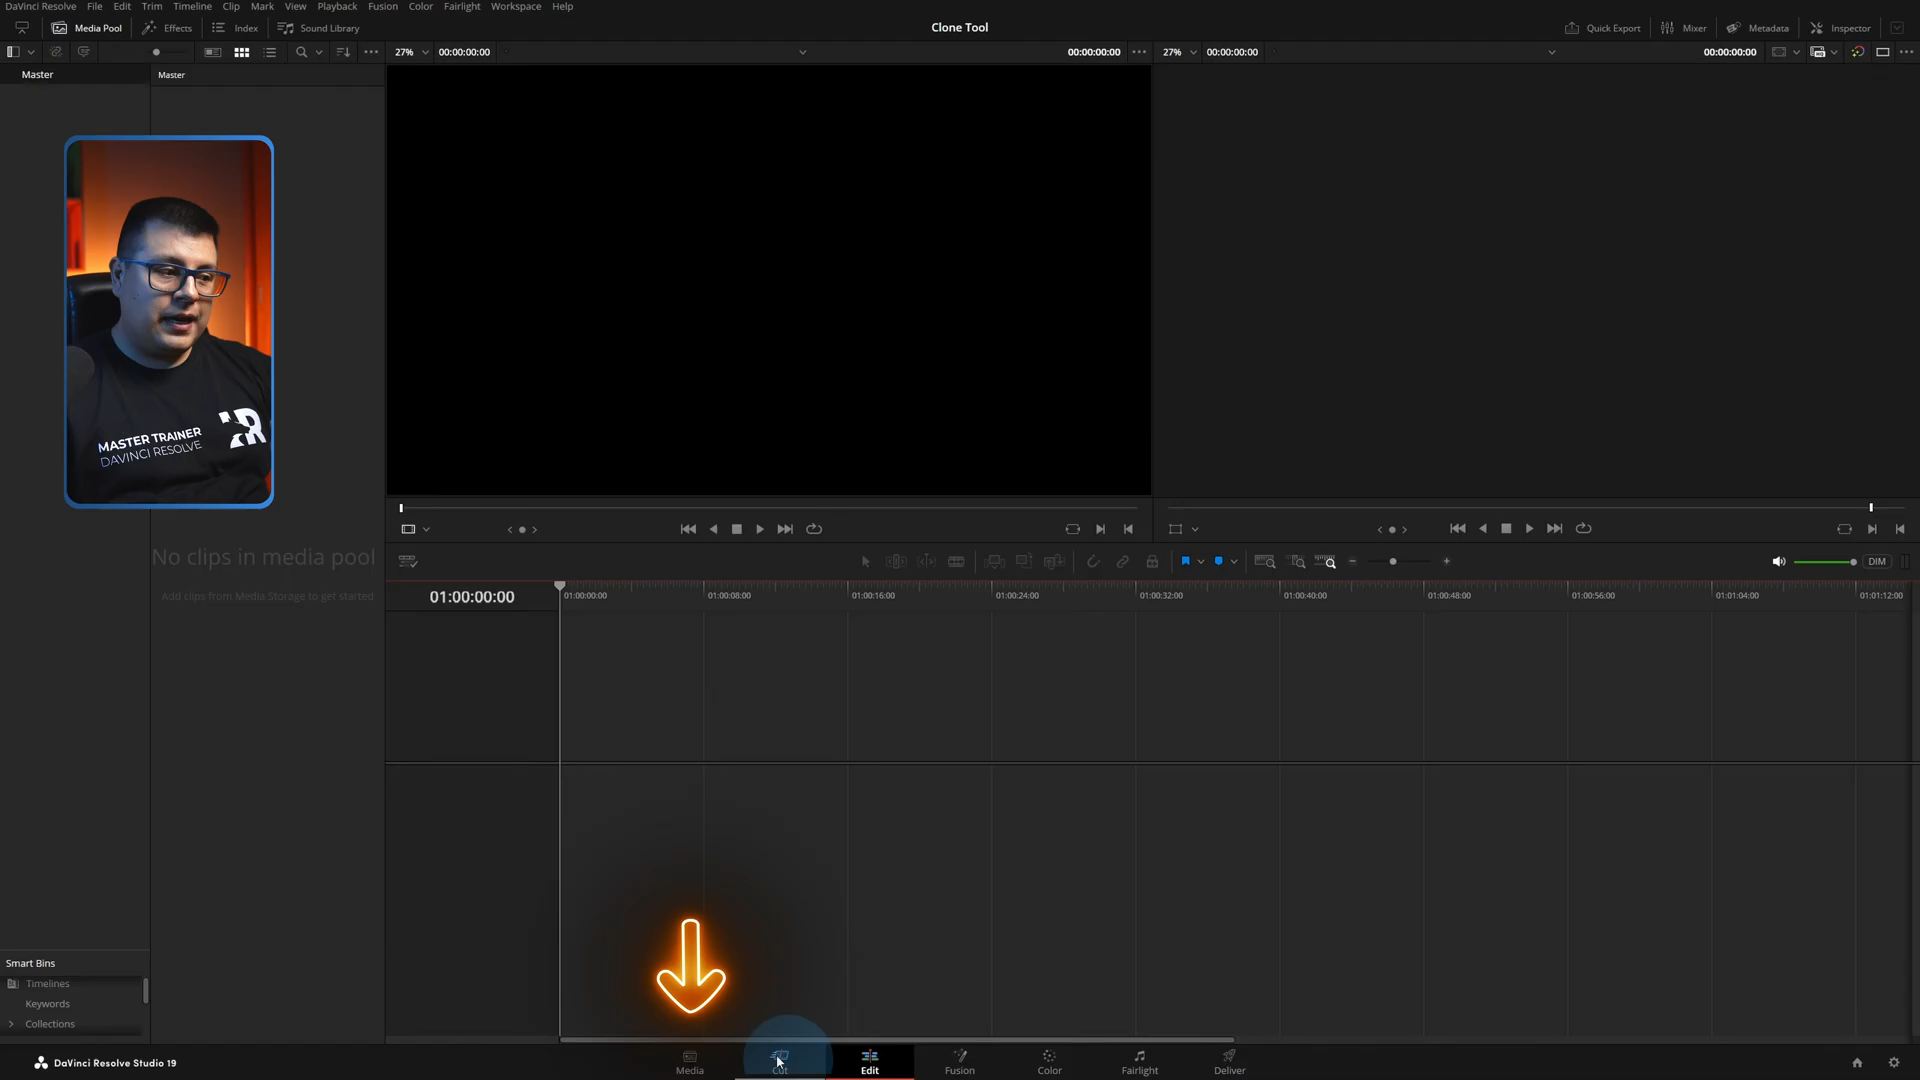 DaVinci Resolve File Edit Trim Timeline Clip Mark View Playback Fusion Color Fairlight Workspace Help
Media Pool Effects Index Sound Library Clone Tool Quick Export Mixer Metadata Inspector
27% 00:00:00:00 00:00:00:00 27% 00:00:00:00 00:00:00:00
Master Master
MASTER TRAINER
DAVINCI RESOLVE
R
No clips in media pool
Add clips from Media Storage to get started
DIM
01:00:00:00 01:00:00:00 01:00:08:00 01:00:16:00 01:00:24:00 01:00:32:00 01:00:40:00 01:00:48:00 01:00:56:00 01:01:04:00 01:01:12:00
Smart Bins
Timelines
Keywords
Collections
DaVinci Resolve Studio 19 Media Cut Edit Fusion Color Fairlight Deliver